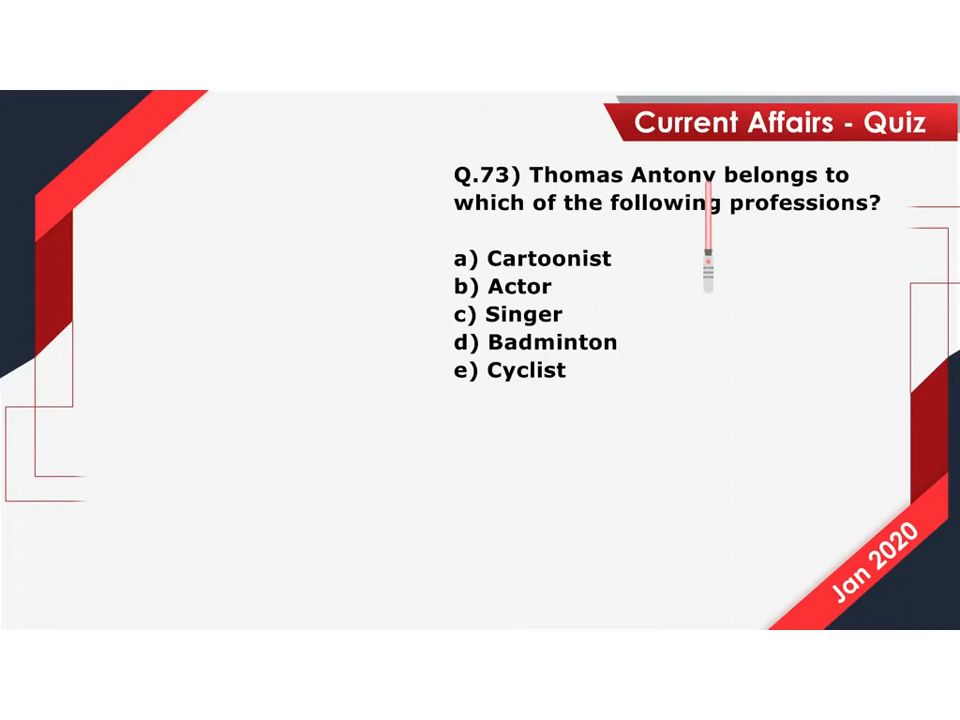 Current Affairs - Quiz
Q.73) Thomas Antony belongs to
which of the following professions?
a) Cartoonist
b) Actor
c) Singer
d) Badminton
e) Cyclist
Jan 2020